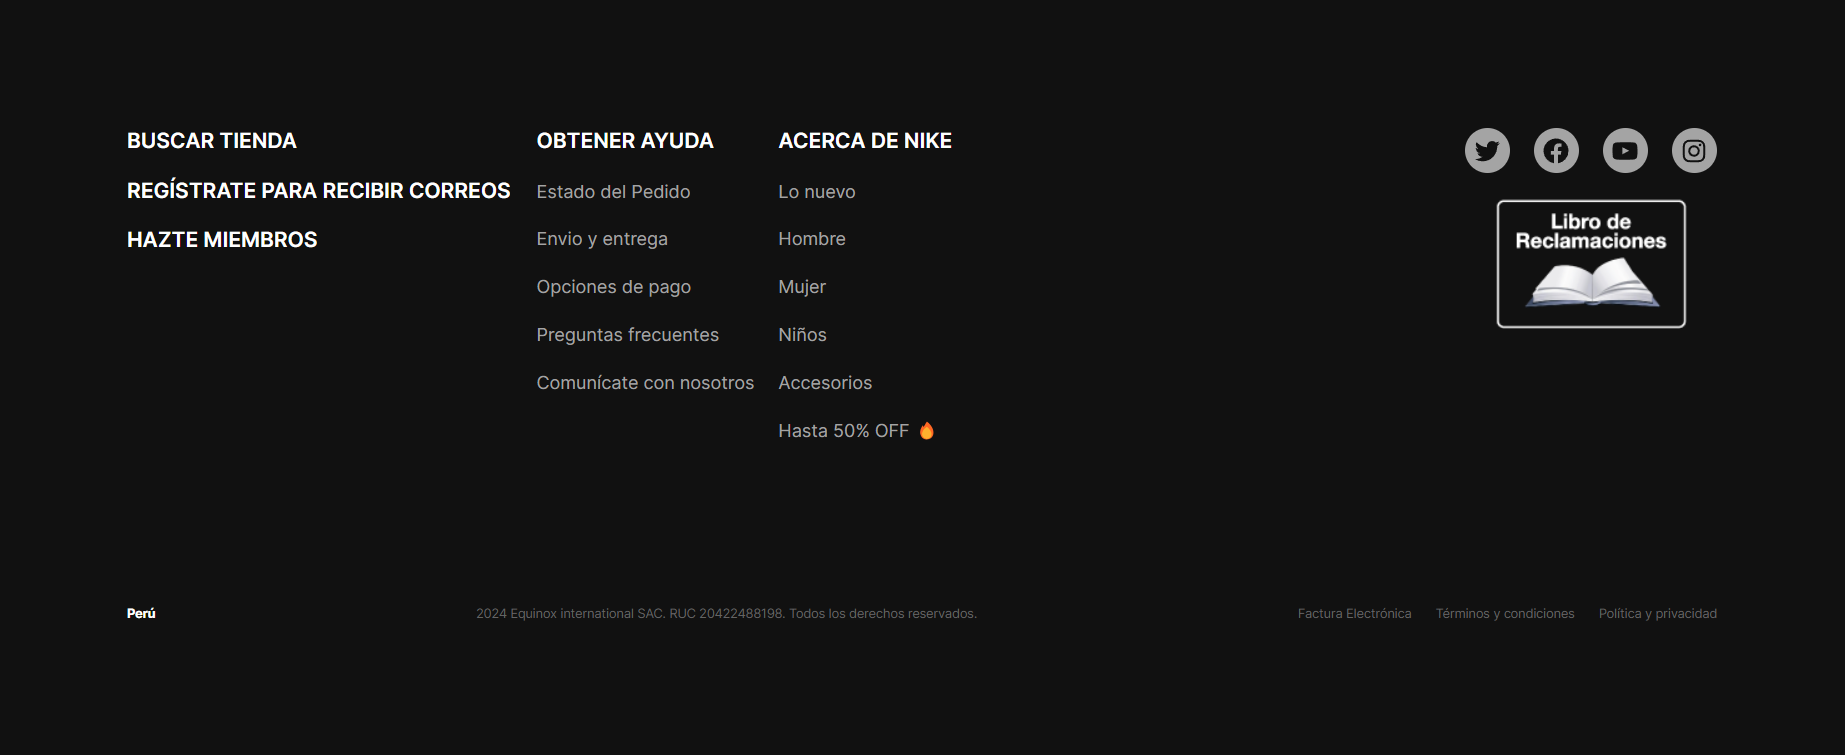 BUSCAR TIENDA
REGÍSTRATE PARA RECIBIR CORREOS
HAZTE MIEMBROS
OBTENER AYUDA
Estado del Pedido
Envio y entrega
Opciones de pago
Preguntas frecuentes
Comunícate con nosotros
ACERCA DE NIKE
Lo nuevo
Hombre
Mujer
Niños
Accesorios
Hasta 50% OFF 🔥
Libro de
Reclamaciones
Perú
2024 Equinox international SAC. RUC 20422488198. Todos los derechos reservados.
Factura Electrónica
Términos y condiciones
Política y privacidad